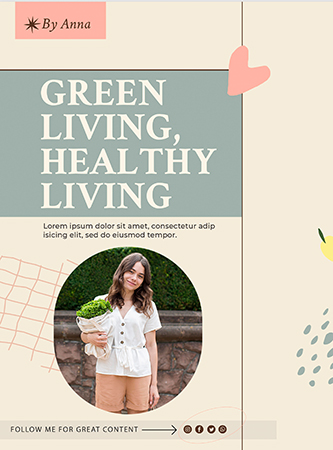 By Anna
GREEN
LIVING,
HEALTHY
LIVING
Lorem ipsum dolor sit amet, consectetur adip
isicing elit, sed do eiusmod tempor.
FOLLOW ME FOR GREAT CONTENT